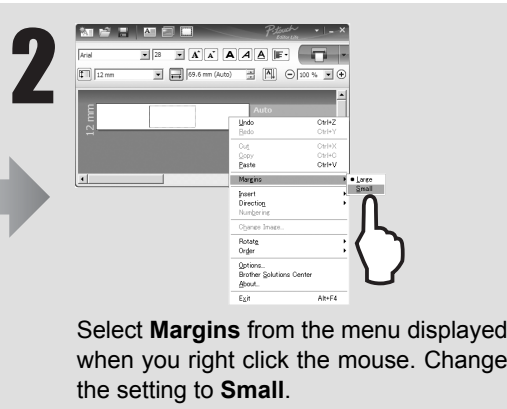 2
P-touch
Editor Lite
Arial 28 A A A A A
12 mm 69.6 mm (Auto) 100 %
12 mm
Auto
Undo Ctrl+Z
Redo Ctrl+Y
Cut Ctrl+X
Copy Ctrl+C
Paste Ctrl+V
Margins
Large
Small
Insert
Direction
Numbering
Change Image...
Rotate
Order
Options...
Brother Solutions Center
About...
Exit Alt+F4
Select Margins from the menu displayed
when you right click the mouse. Change
the setting to Small.